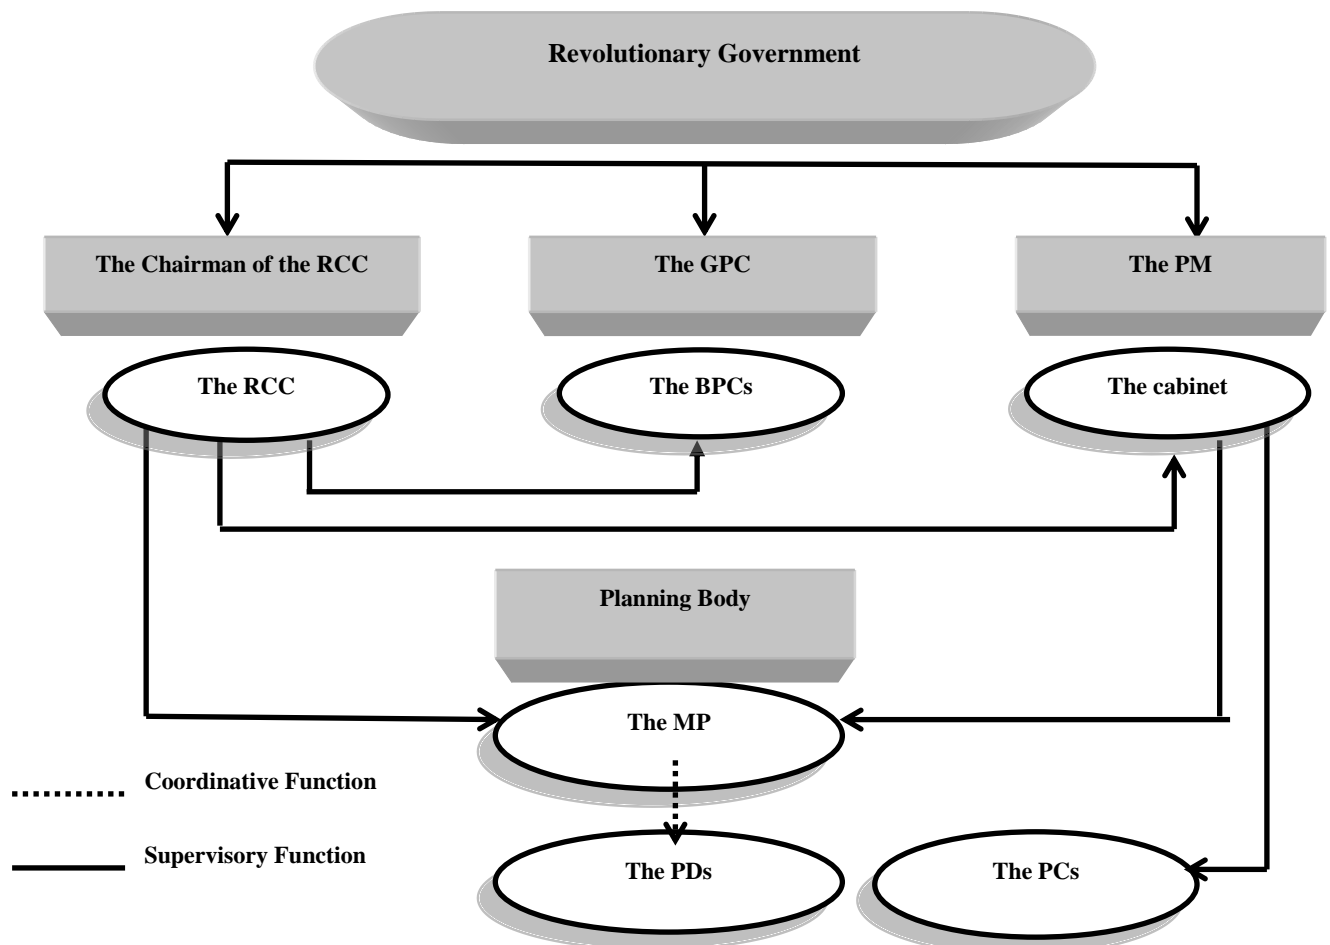 Revolutionary Government
The Chairman of the RCC
The GPC
The PM
The RCC
The BPCs
The cabinet
Planning Body
The MP
Coordinative Function
Supervisory Function
The PDs
The PCs